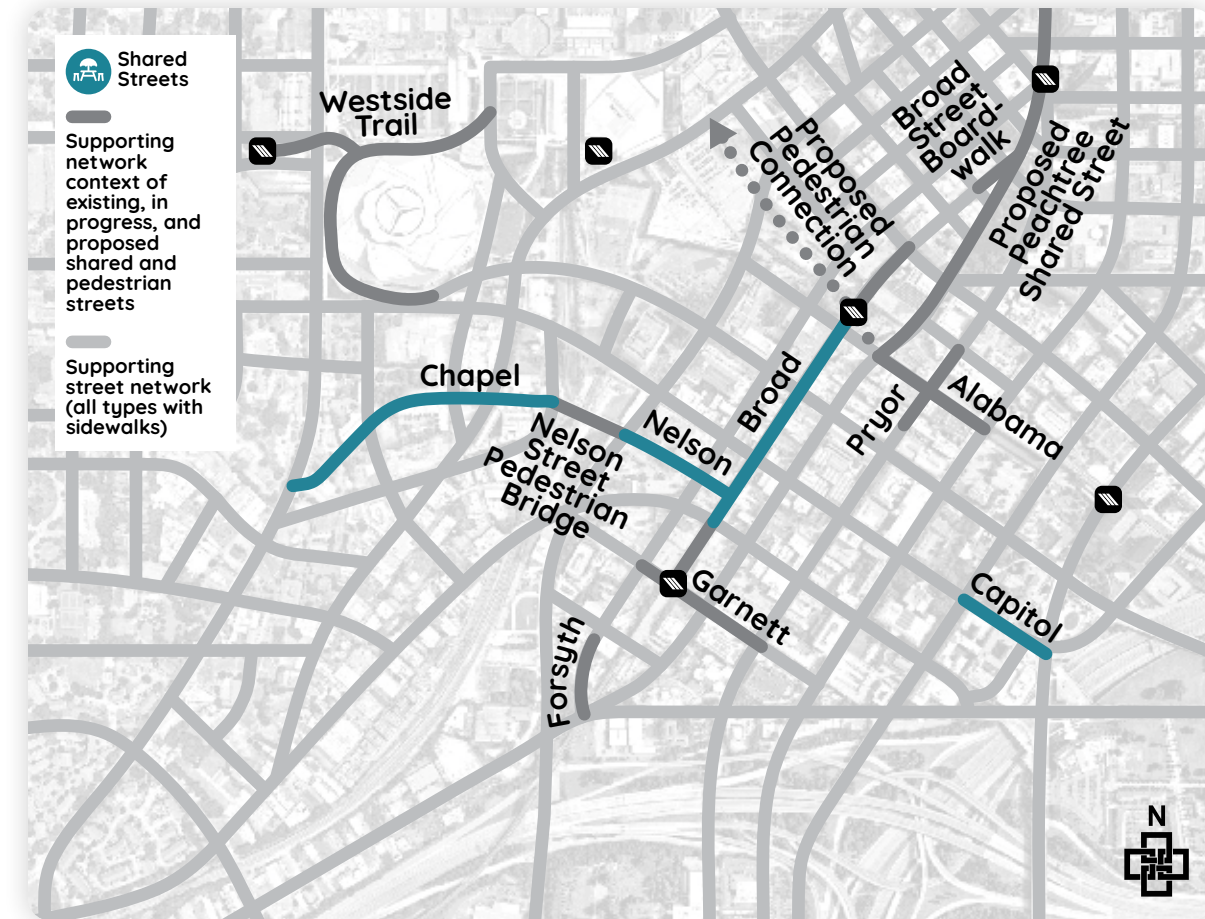 Shared
Streets
Supporting
network
context of
existing, in
progress, and
proposed
shared and
pedestrian
streets
Supporting
street network
(all types with
sidewalks)
Westside
Trail
Proposed
Pedestrian
Connection
Broad
Street
Board-
walk
Proposed
Peachtree
Shared Street
Chapel
Nelson
Street
Pedestrian
Bridge
Nelson
Broad
Pryor
Alabama
Garnett
Forsyth
Capitol
N